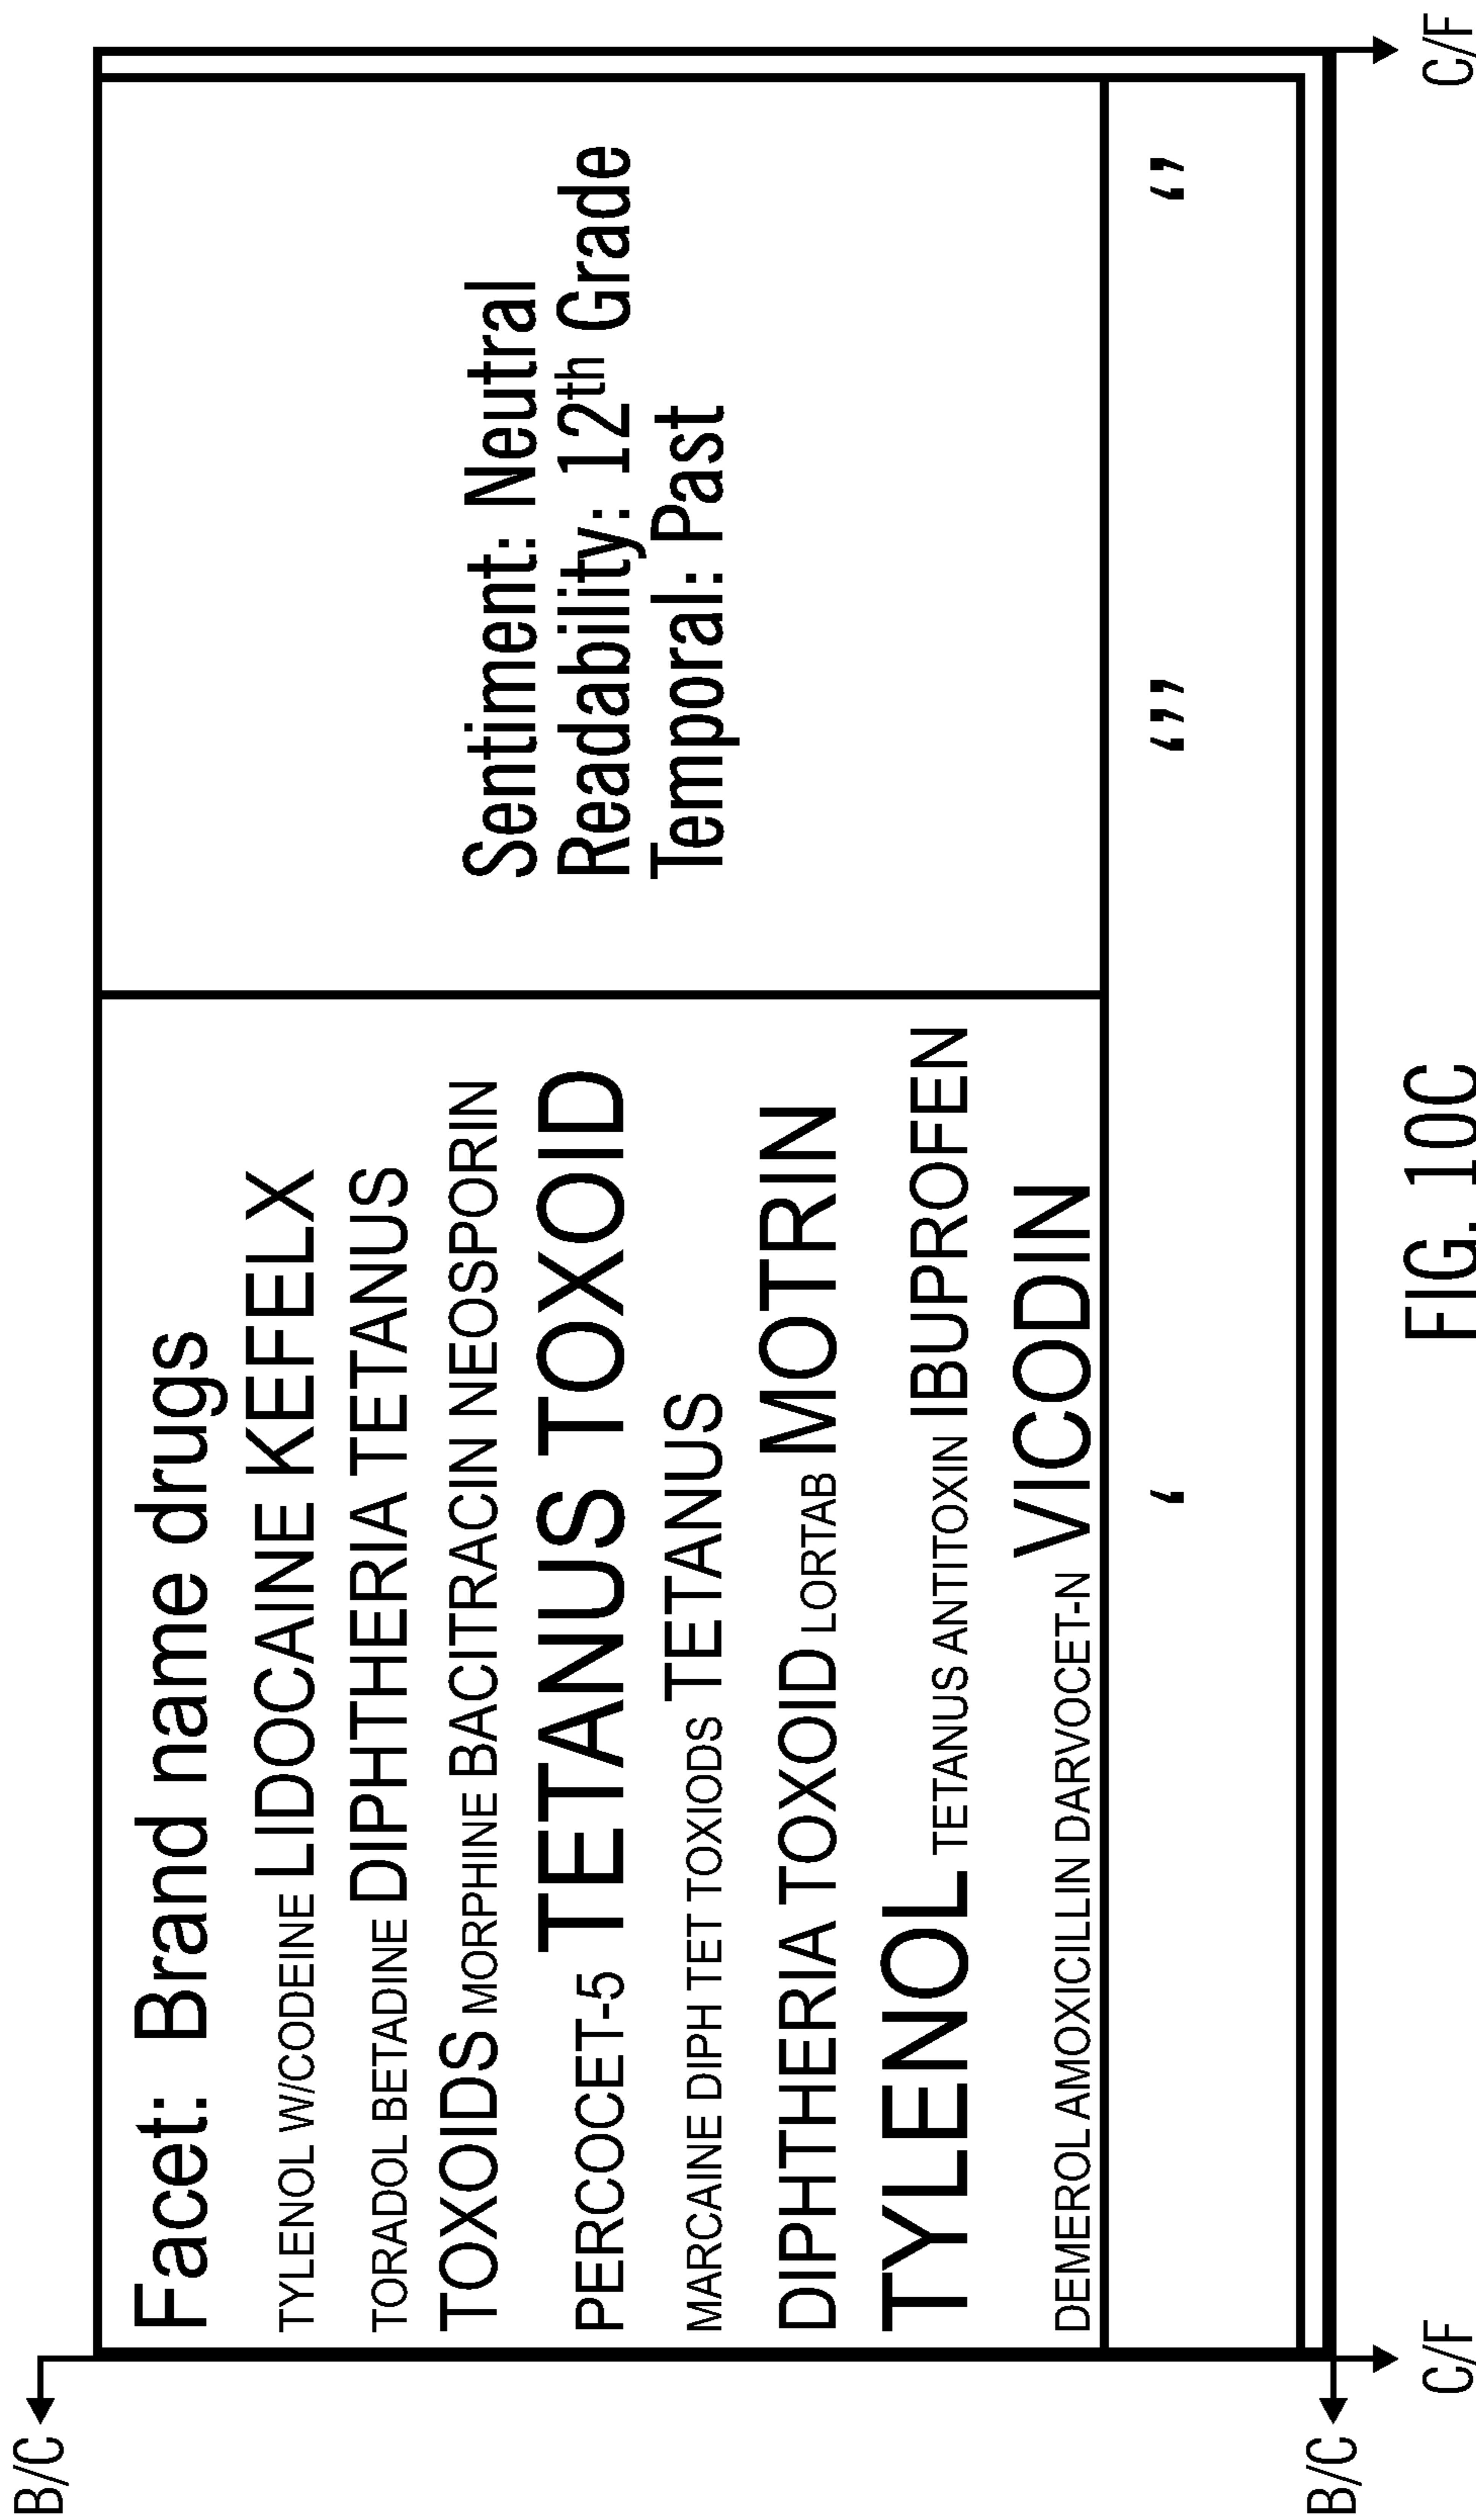 B/C
Facet: Brand name drugs
TYLENOL W/CODEINE LIDOCAINE KEFELX
TORADOL BETADINE DIPHTHERIA TETANUS
TOXOIDS MORPHINE BACITRACIN NEOSPORIN
PERCOCET-5 TETANUS TOXOID
MARCAINE DIPH TET TOXIODS TETANUS
DIPHTHERIA TOXOID LORTAB MOTRIN
TYLENOL TETANUS ANTITOXIN IBUPROFEN
DEMEROL AMOXICILLIN DARVOCET-N VICODIN
Sentiment: Neutral
Readability: 12th Grade
Temporal: Past
‘ ‘’’ ‘’
B/C
C/F
C/F
FIG. 10C